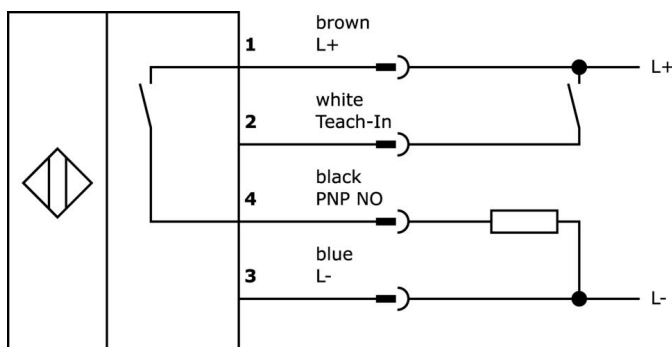 brown
1 L+
L+
white
2 Teach-In
black
4 PNP NO
blue
3 L-
L-